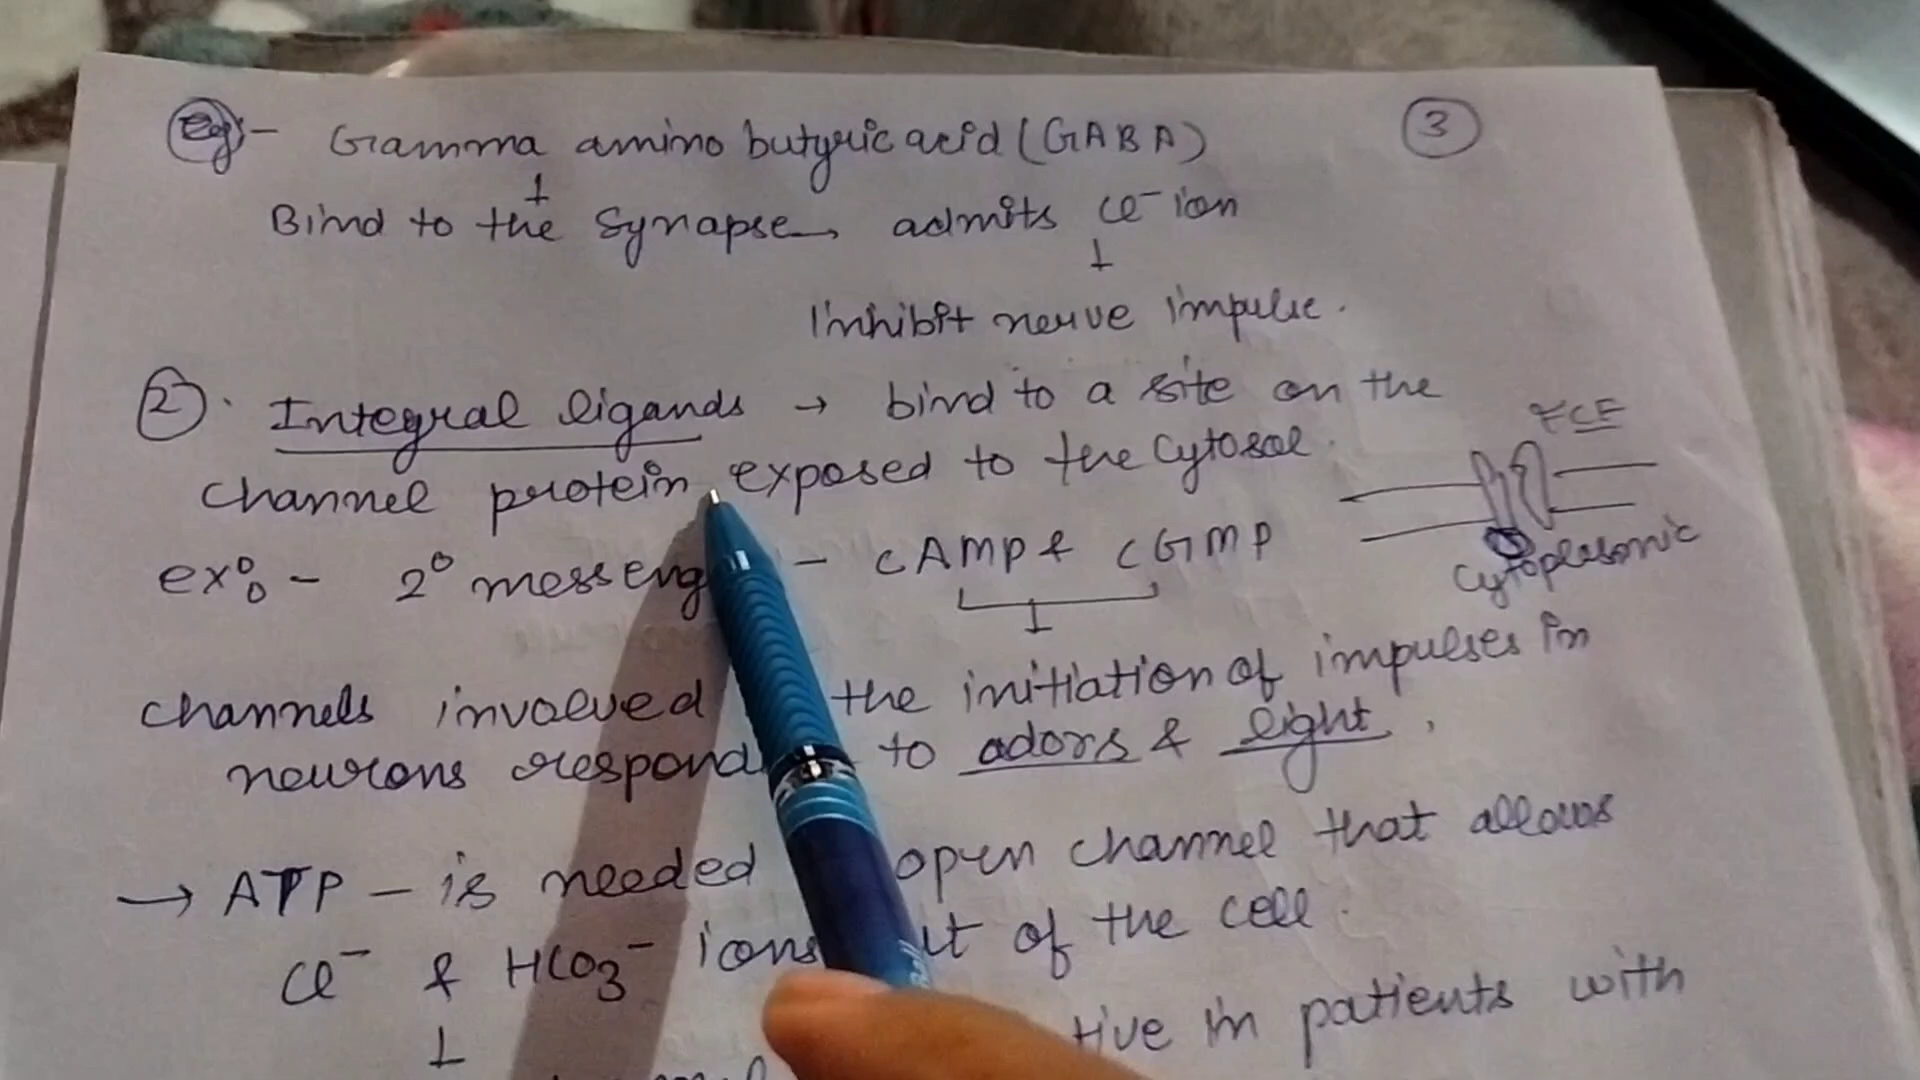 eg:- Gamma amino butyric acid (GABA)
3
Bind to the synapse → admits Cl- ion
Inhibit nerve impulse.
2. Integral ligands → bind to a site on the
channel protein exposed to the cytosol.
ECF
ex:- 2° messeng - cAMP & cGMP
cytoplasmic
channels involved the initiation of impulses in
neurons respond to odors & light.
→ ATP - is needed open channel that allows
Cl- & HCO3- ions of the cell.
in patients with